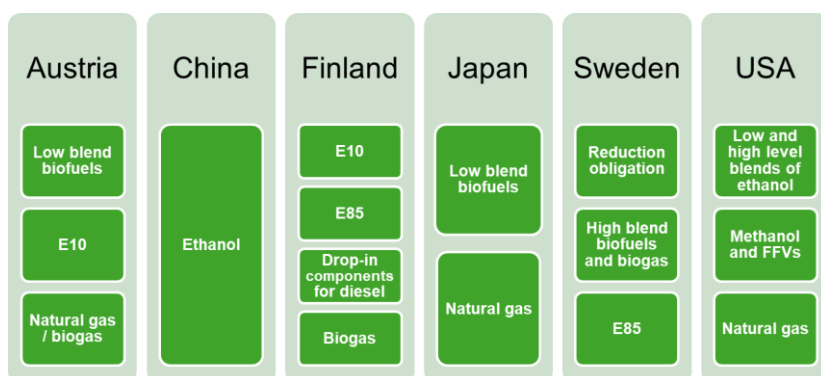 Austria
Low blend
biofuels
E10
Natural gas
/ biogas
China
Ethanol
Finland
E10
E85
Drop-in
components
for diesel
Biogas
Japan
Low blend
biofuels
Natural gas
Sweden
Reduction
obligation
High blend
biofuels
and biogas
E85
USA
Low and
high level
blends of
ethanol
Methanol
and FFVs
Natural gas